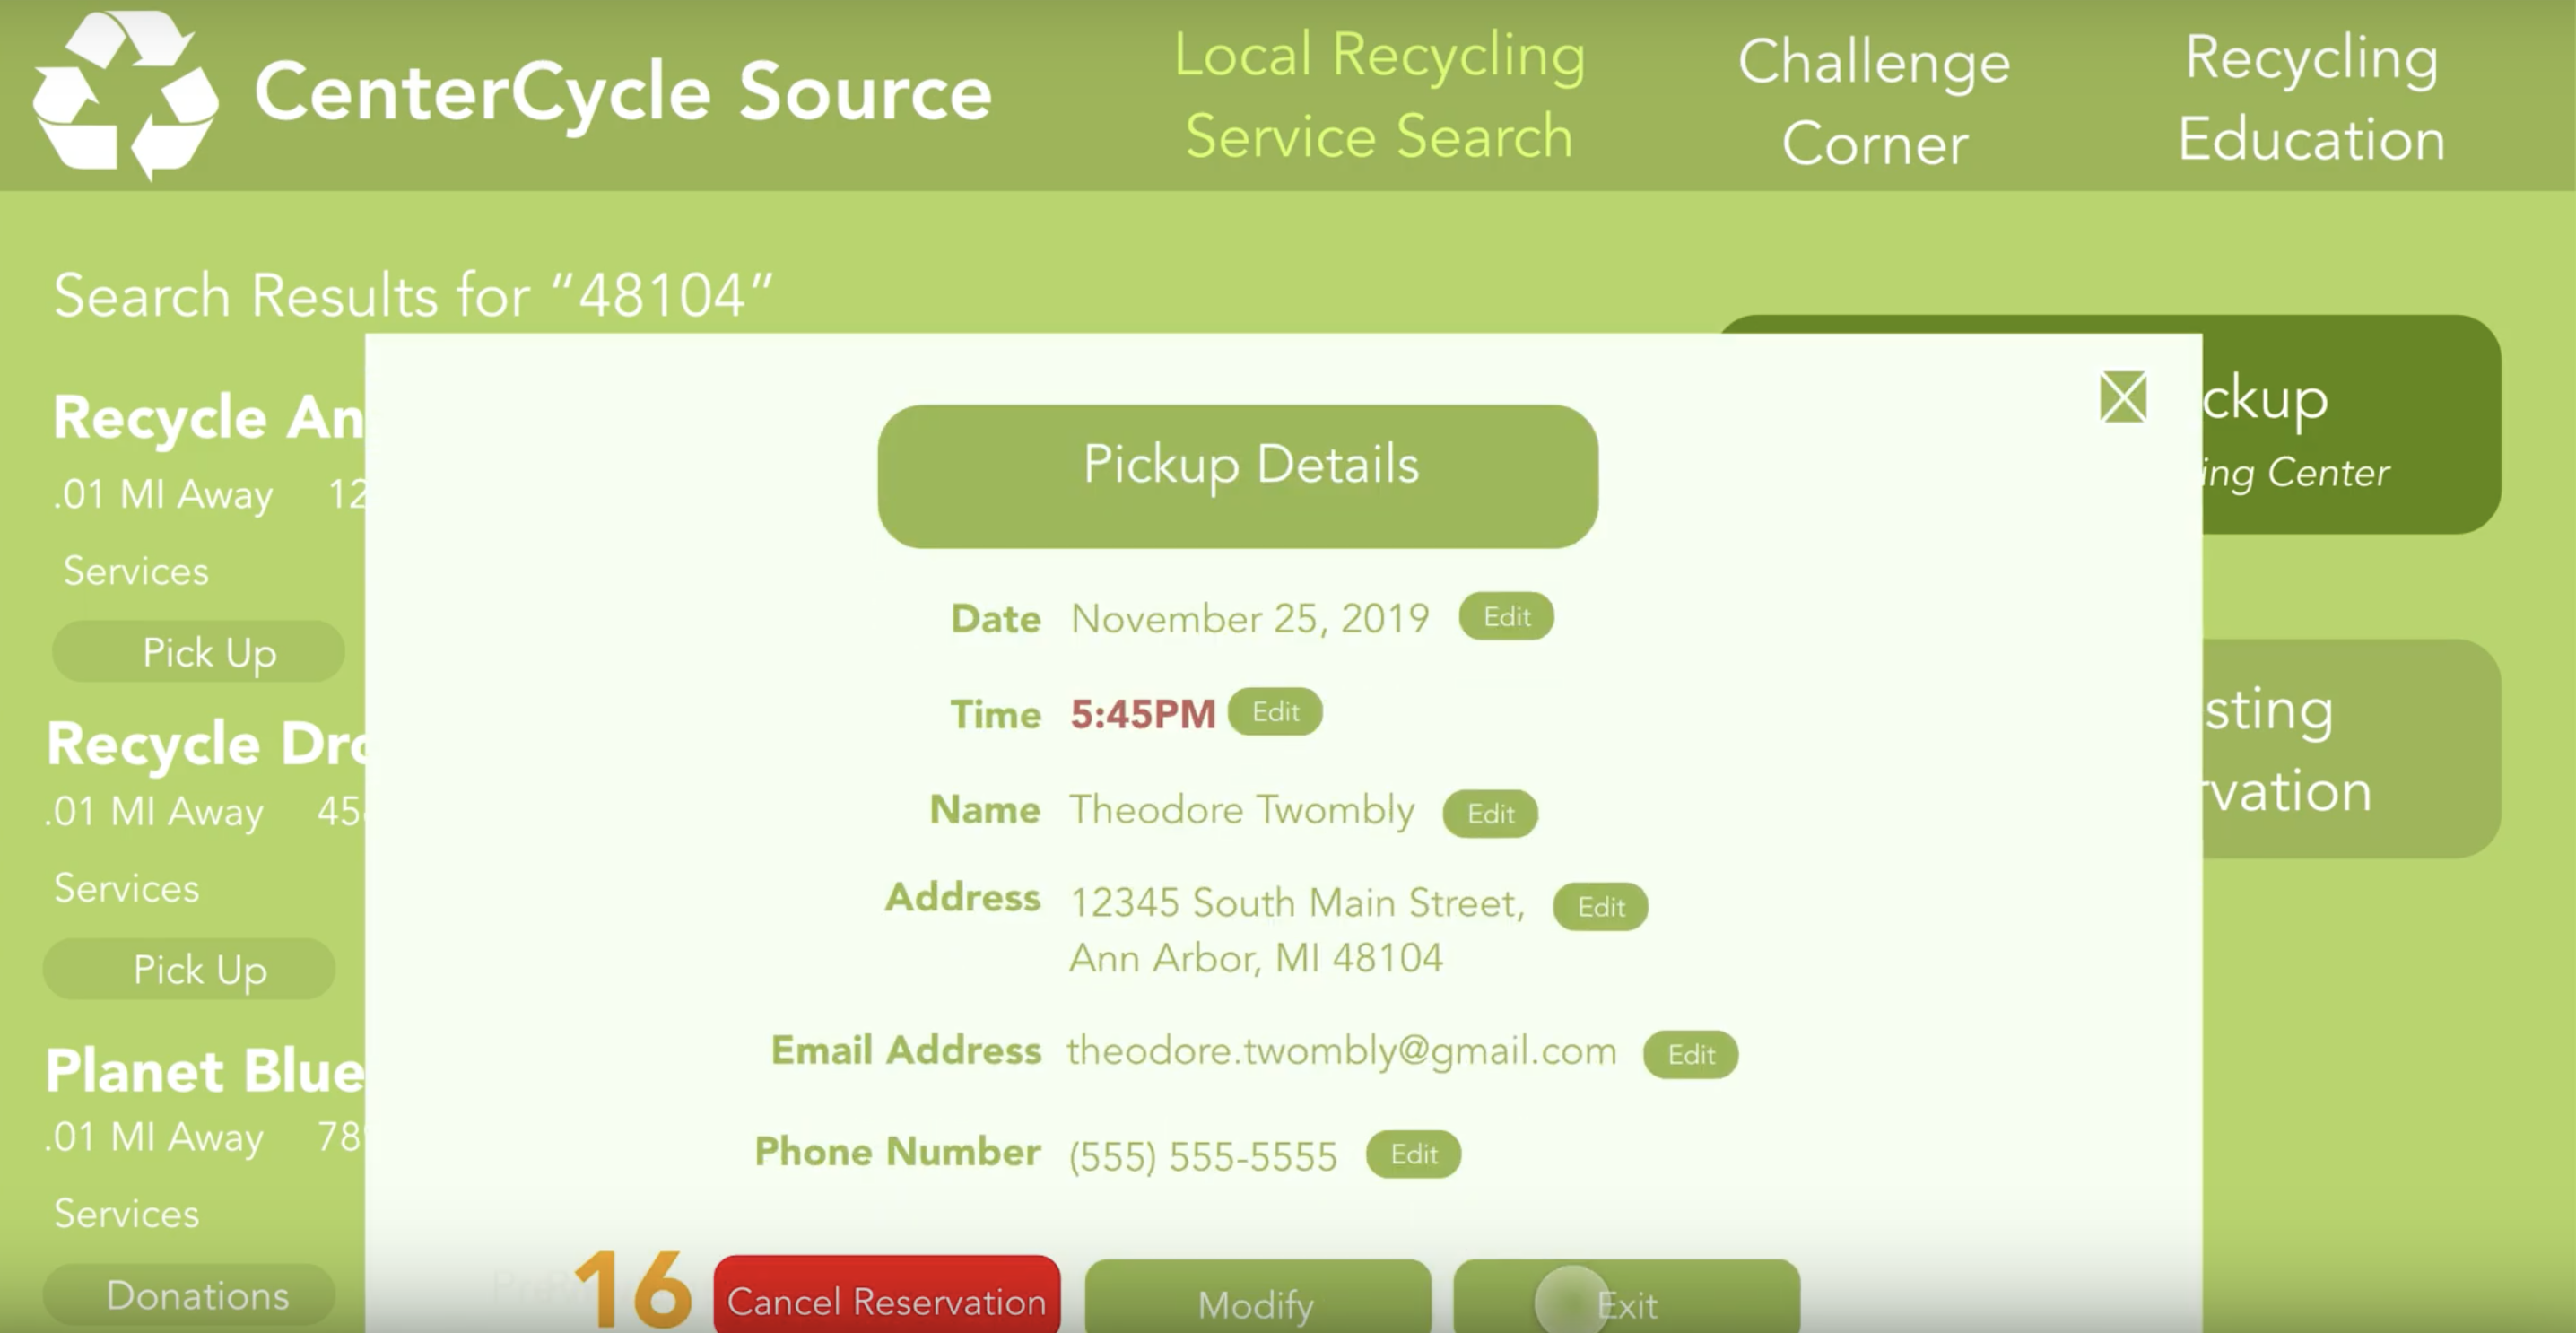 CenterCycle Source
Local Recycling
Service Search
Challenge
Corner
Recycling
Education
Search Results for “48104”
Recycle An
.01 MI Away 12
Services
Pick Up
Recycle Dro
.01 MI Away 45
Services
Pick Up
Planet Blue
.01 MI Away 78
Services
Donations
ckup
ing Center
sting
rvation
Pickup Details
Date November 25, 2019 Edit
Time 5:45PM Edit
Name Theodore Twombly Edit
Address 12345 South Main Street, Edit
Ann Arbor, MI 48104
Email Address theodore.twombly@gmail.com Edit
Phone Number (555) 555-5555 Edit
16
Cancel Reservation
Modify
Exit